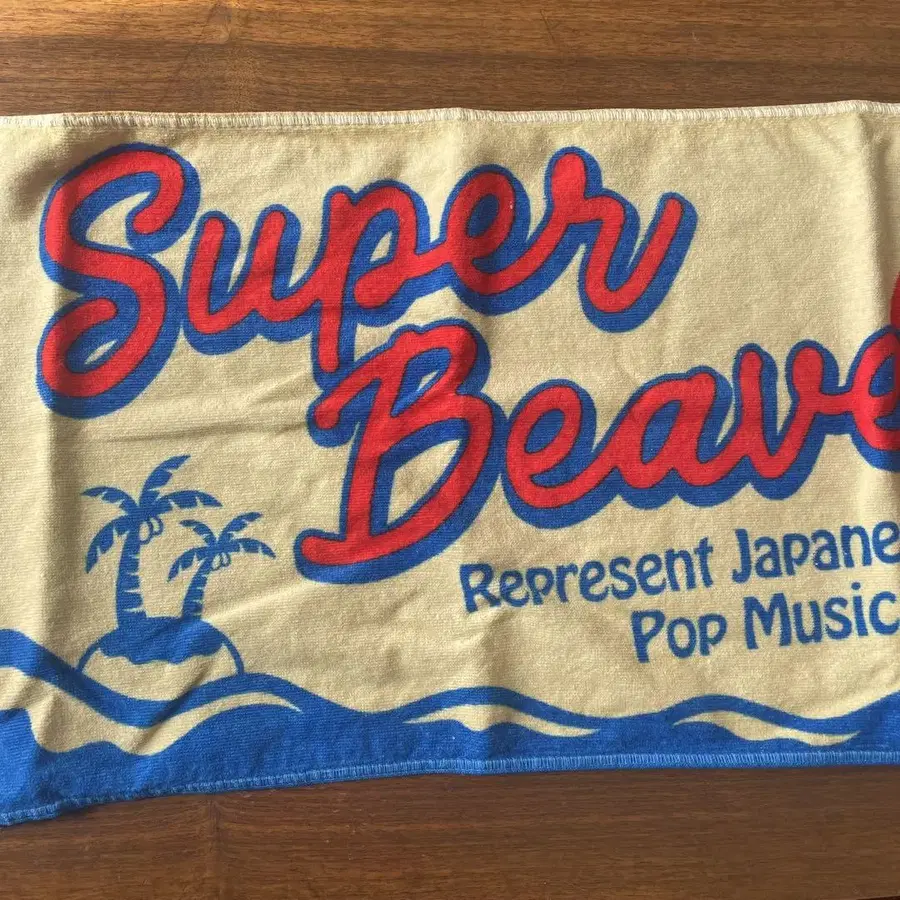 Super
Beave
Represent Japane
Pop Music